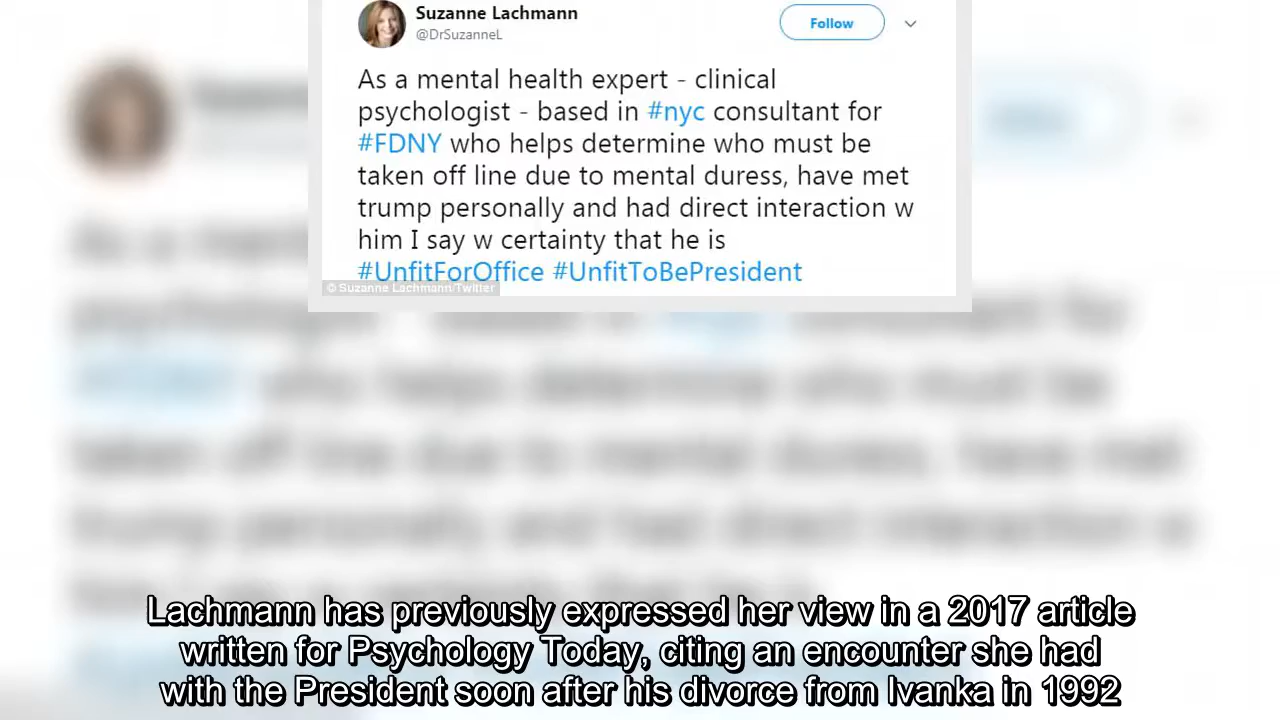 Suzanne Lachmann
@DrSuzanneL
Follow
As a mental health expert - clinical
psychologist - based in #nyc consultant for
#FDNY who helps determine who must be
taken off line due to mental duress, have met
trump personally and had direct interaction w
him I say w certainty that he is
#UnfitForOffice #UnfitToBePresident
© Suzanne Lachmann/Twitter
Lachmann has previously expressed her view in a 2017 article
written for Psychology Today, citing an encounter she had
with the President soon after his divorce from Ivanka in 1992